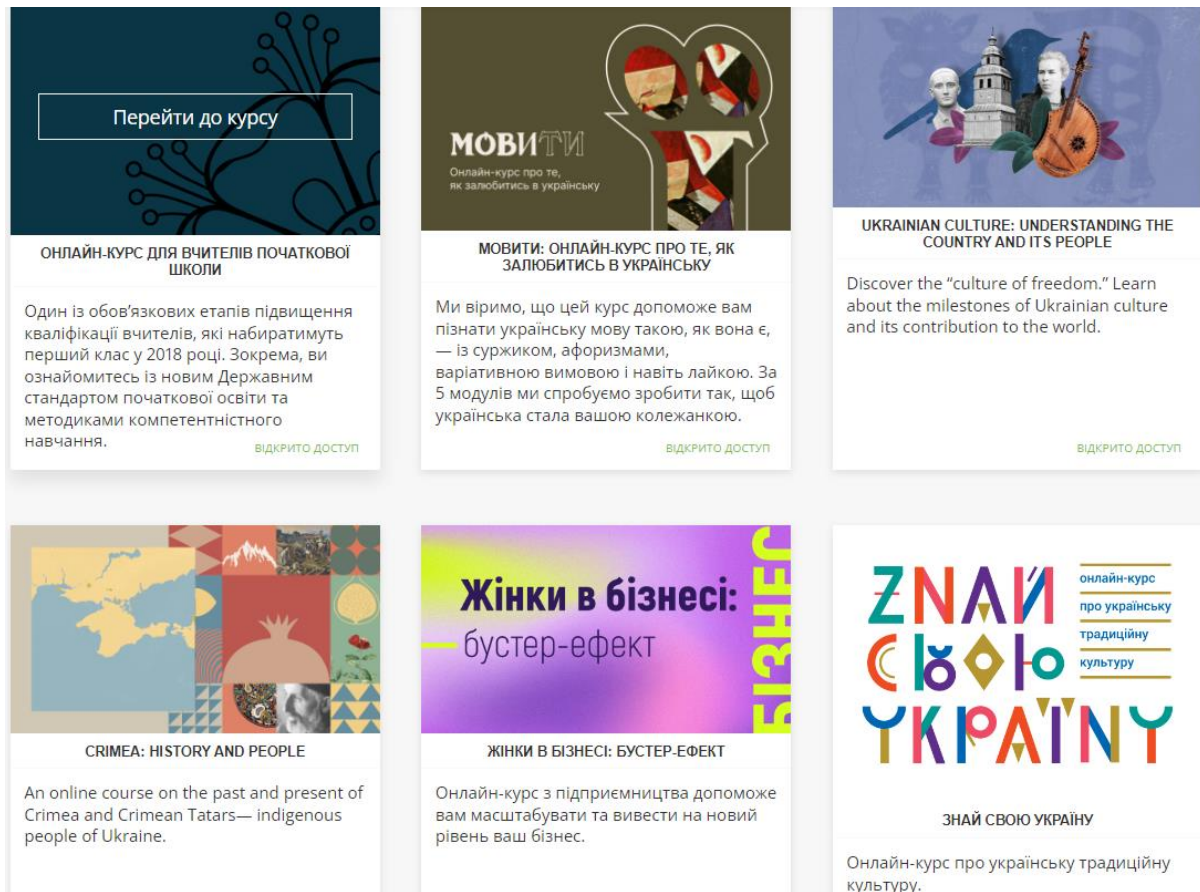 Перейти до курсу
ОНЛАЙН-КУРС ДЛЯ ВЧИТЕЛІВ ПОЧАТКОВОЇ
ШКОЛИ
Один із обов’язкових етапів підвищення
кваліфікації вчителів, які набиратимуть
перший клас у 2018 році. Зокрема, ви
ознайомитесь із новим Державним
стандартом початкової освіти та
методиками компетентністного
навчання.
ВІДКРИТО ДОСТУП
МОВИТИ
Онлайн-курс про те,
як залюбитись в українську
МОВИТИ: ОНЛАЙН-КУРС ПРО ТЕ, ЯК
ЗАЛЮБИТИСЬ В УКРАЇНСЬКУ
Ми віримо, що цей курс допоможе вам
пізнати українську мову такою, як вона є,
— із суржиком, афоризмами,
варіативною вимовою і навіть лайкою. За
5 модулів ми спробуємо зробити так, щоб
українська стала вашою колежанкою.
ВІДКРИТО ДОСТУП
UKRAINIAN CULTURE: UNDERSTANDING THE
COUNTRY AND ITS PEOPLE
Discover the “culture of freedom.” Learn
about the milestones of Ukrainian culture
and its contribution to the world.
ВІДКРИТО ДОСТУП
CRIMEA: HISTORY AND PEOPLE
An online course on the past and present of
Crimea and Crimean Tatars— indigenous
people of Ukraine.
Жінки в бізнесі:
бустер-ефект
БІЗНЕС
ЖІНКИ В БІЗНЕСІ: БУСТЕР-ЕФЕКТ
Онлайн-курс з підприємництва допоможе
вам масштабувати та вивести на новий
рівень ваш бізнес.
ZНАЙ
СВОЮ
УКРАЇНУ
онлайн-курс
про українську
традиційну
культуру
ЗНАЙ СВОЮ УКРАЇНУ
Онлайн-курс про українську традиційну
культуру.